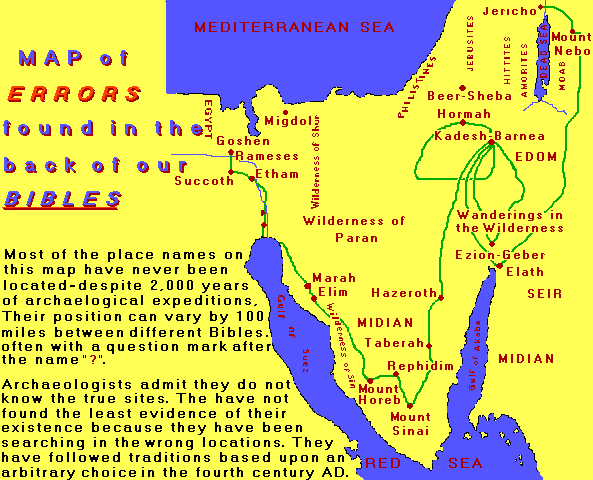 MAP of
ERRORS
found in the
back of our
BIBLES
Most of the place names on
this map have never been
located-despite 2,000 years
of archaelogical expeditions,
Their position can vary by 100
miles between different Bibles.
often with a question mark after
the name"?".
Archaeologists admit they do not
know the true sites. The have not
found the least evidence of their
existence because they have been
searching in the wrong locations. They
have followed traditions based upon an
arbitrary choice in the fourth century AD.
MEDITERRANEAN SEA
Jericho
Mount
Nebo
DEAD SEA
MOAB
JEBUSITES
HITTITES
AMORITES
PHILISTINES
Beer-Sheba
Hormah
Kadesh-Barnea
EDOM
EGYPT
Migdol
Wilderness of Shur
Goshen
Rameses
Succoth
Etham
Wilderness of
Paran
Wanderings in
the Wilderness
Ezion-Geber
Elath
SEIR
Marah
Elim
Hazeroth
MIDIAN
Taberah
Wilderness of Sin
Gulf of Suez
Rephidim
Mount
Horeb
Mount
Sinai
Gulf of Akaba
MIDIAN
RED SEA